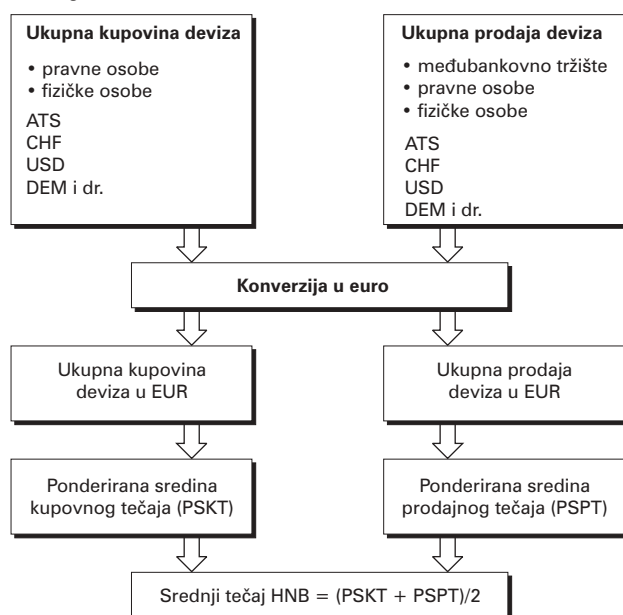 Ukupna kupovina deviza
• pravne osobe
• fizičke osobe
ATS
CHF
USD
DEM i dr.
Ukupna prodaja deviza
• međubankovno tržište
• pravne osobe
• fizičke osobe
ATS
CHF
USD
DEM i dr.
Konverzija u euro
Ukupna kupovina
deviza u EUR
Ukupna prodaja
deviza u EUR
Ponderirana sredina
kupovnog tečaja (PSKT)
Ponderirana sredina
prodajnog tečaja (PSPT)
Srednji tečaj HNB = (PSKT + PSPT)/2